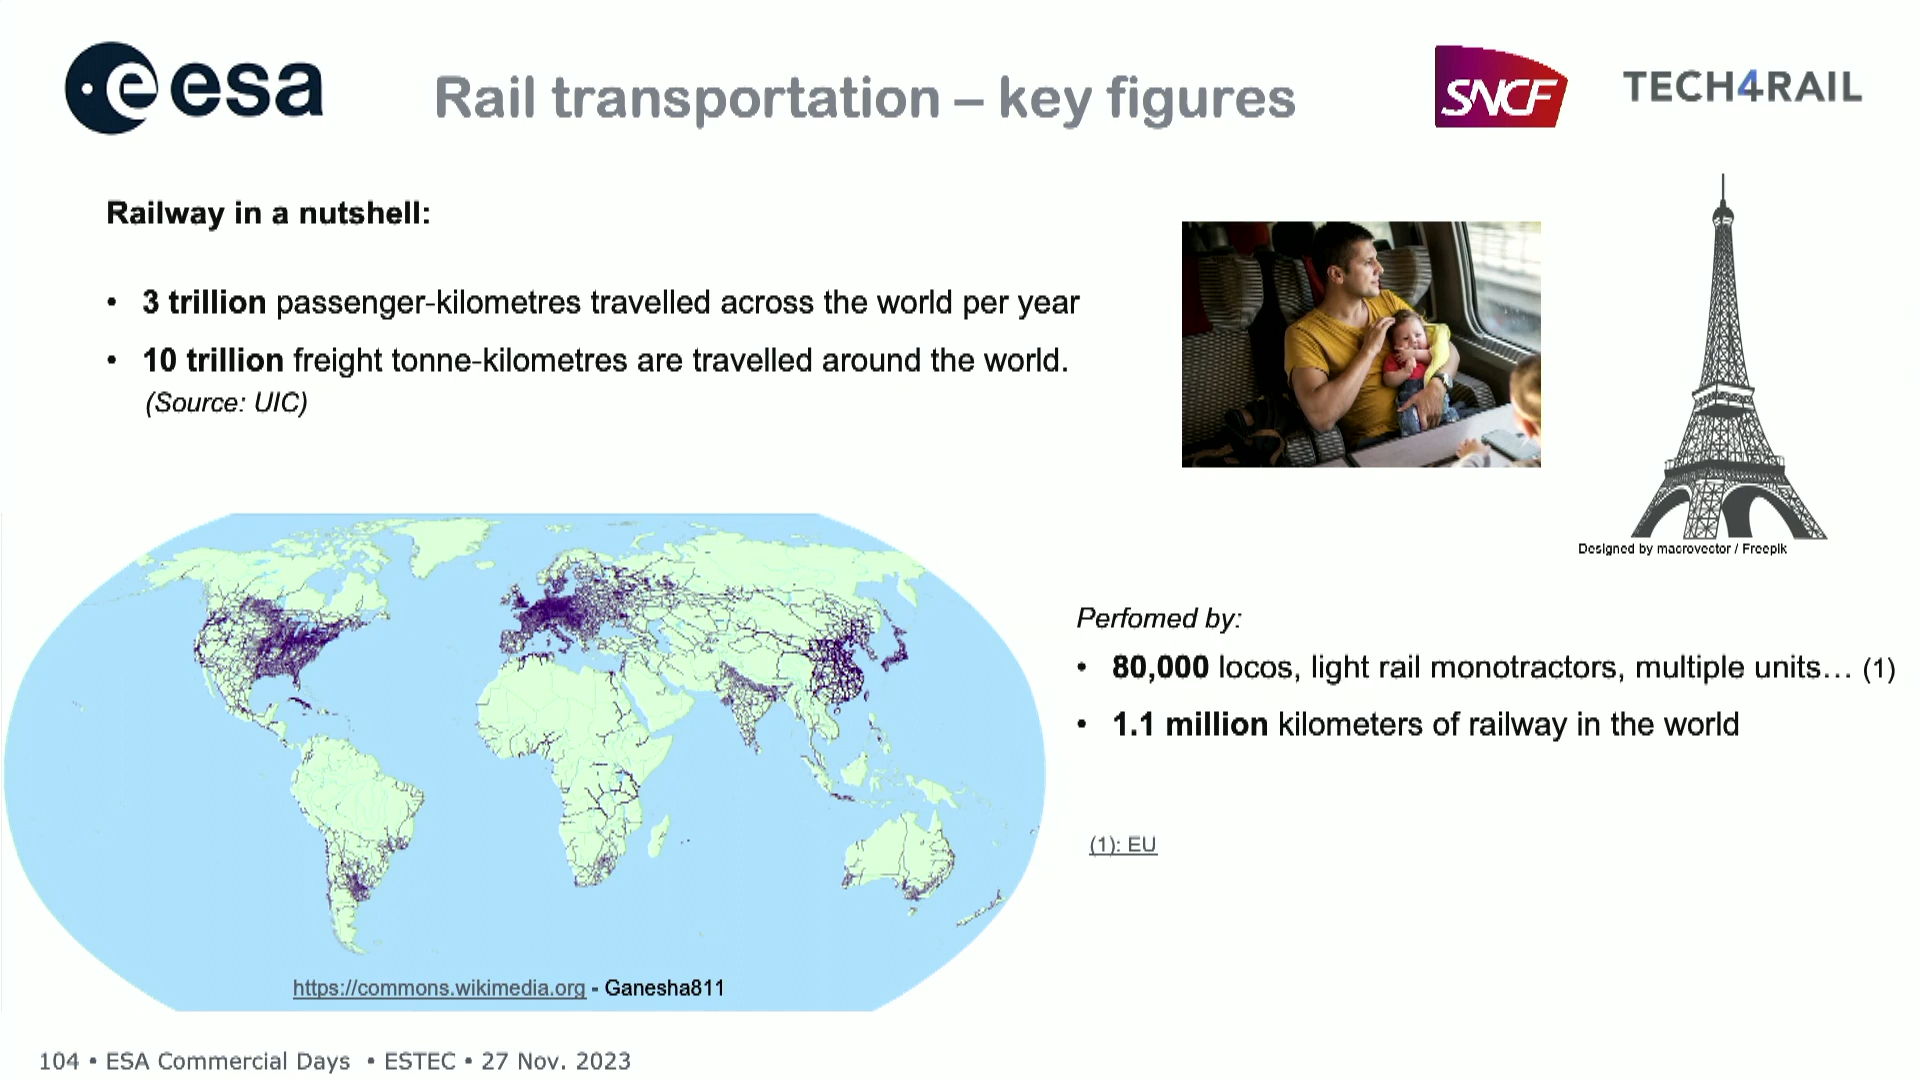 esa
Rail transportation – key figures
SNCF
TECH4RAIL
Railway in a nutshell:
• 3 trillion passenger-kilometres travelled across the world per year
• 10 trillion freight tonne-kilometres are travelled around the world.
(Source: UIC)
Designed by macrovector / Freepik
Perfomed by:
• 80,000 locos, light rail monotractors, multiple units… (1)
• 1.1 million kilometers of railway in the world
(1): EU
https://commons.wikimedia.org - Ganesha811
104 • ESA Commercial Days • ESTEC • 27 Nov. 2023